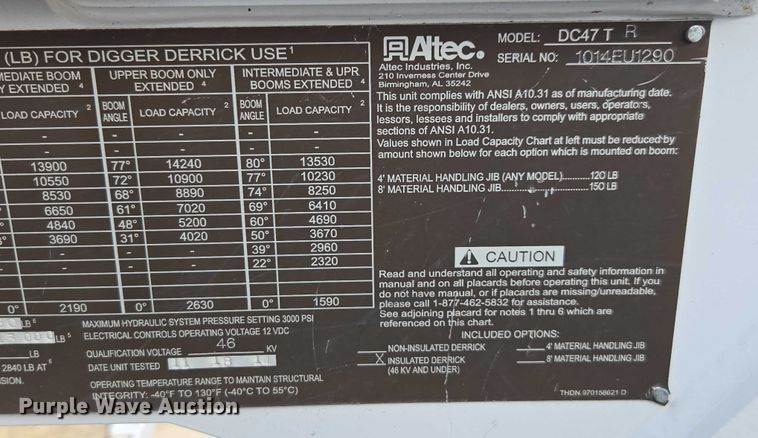 (LB) FOR DIGGER DERRICK USE¹
MEDIATE BOOM UPPER BOOM ONLY INTERMEDIATE & UPR
EXTENDED ⁴ EXTENDED ⁴ BOOMS EXTENDED ⁴
LOAD CAPACITY ² BOOM ANGLE LOAD CAPACITY ² BOOM ANGLE LOAD CAPACITY ²
- - - - -
- - - - -
13900 77° 14240 80° 13530
10550 72° 10900 77° 10230
8530 68° 8890 74° 8250
6650 61° 7020 69° 6410
4840 48° 5200 60° 4690
3690 31° 4020 50° 3670
39° 2960
22° 2320
0° 2190 0° 2630 0° 1590
MAXIMUM HYDRAULIC SYSTEM PRESSURE SETTING 3000 PSI
ELECTRICAL CONTROLS OPERATING VOLTAGE 12 VDC
QUALIFICATION VOLTAGE 46 KV
DATE UNIT TESTED 11 18 11
OPERATING TEMPERATURE RANGE TO MAINTAIN STRUCTURAL
INTEGRITY: -40°F TO 130°F (-40°C TO 55°C)
LB
2840 LB AT ⁶
Altec®
Altec Industries, Inc.
210 Inverness Center Drive
Birmingham, AL 35242
MODEL: DC47 T R
SERIAL NO: 1014EU1290
This unit complies with ANSI A10.31 as of manufacturing date.
It is the responsibility of dealers, owners, users, operators,
lessors, lessees and installers to comply with appropriate
sections of ANSI A10.31.
Values shown in Load Capacity Chart at left must be reduced by
amount shown below for each option which is mounted on boom:
4' MATERIAL HANDLING JIB (ANY MODEL)..........120 LB
8' MATERIAL HANDLING JIB..........150 LB
CAUTION
Read and understand all operating and safety information in
manual and on all placards before operating this unit. If you
do not have manual, or if placards are missing/unreadable,
please call 1-877-462-5832 for assistance.
See adjoining placard for notes 1 thru 6 which are
referenced on this chart.
INCLUDED OPTIONS:
NON-INSULATED DERRICK
4' MATERIAL HANDLING JIB
X INSULATED DERRICK
(46 KV AND UNDER)
8' MATERIAL HANDLING JIB
THDN 970158621 D
Purple Wave Auction